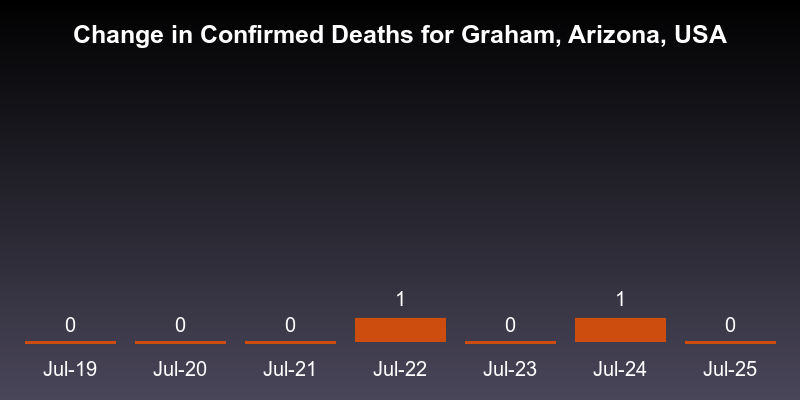 Change in Confirmed Deaths for Graham, Arizona, USA
0 0 0 1 0 1 0
Jul-19 Jul-20 Jul-21 Jul-22 Jul-23 Jul-24 Jul-25